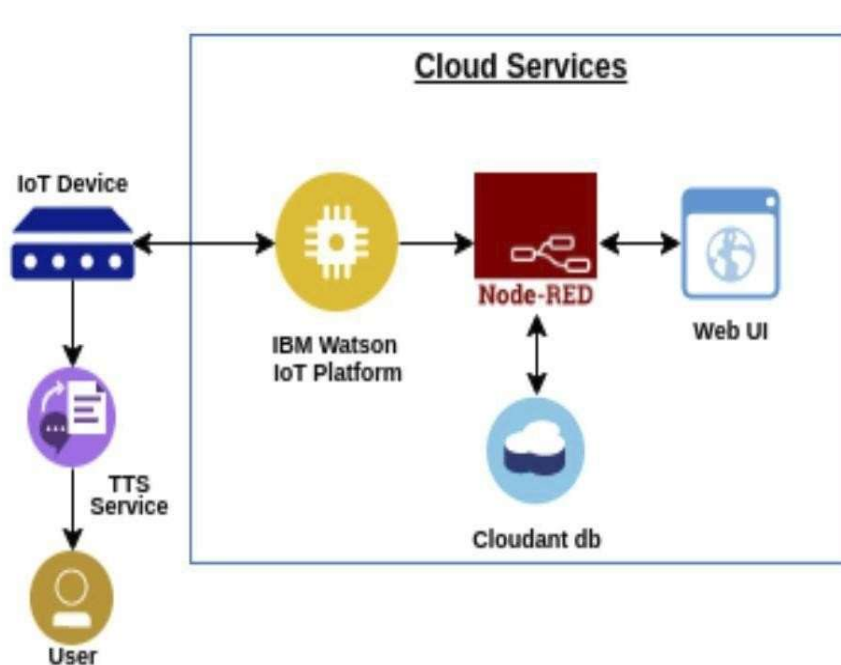 Cloud Services
IoT Device
Node-RED
IBM Watson
IoT Platform
Web UI
TTS
Service
Cloudant db
User